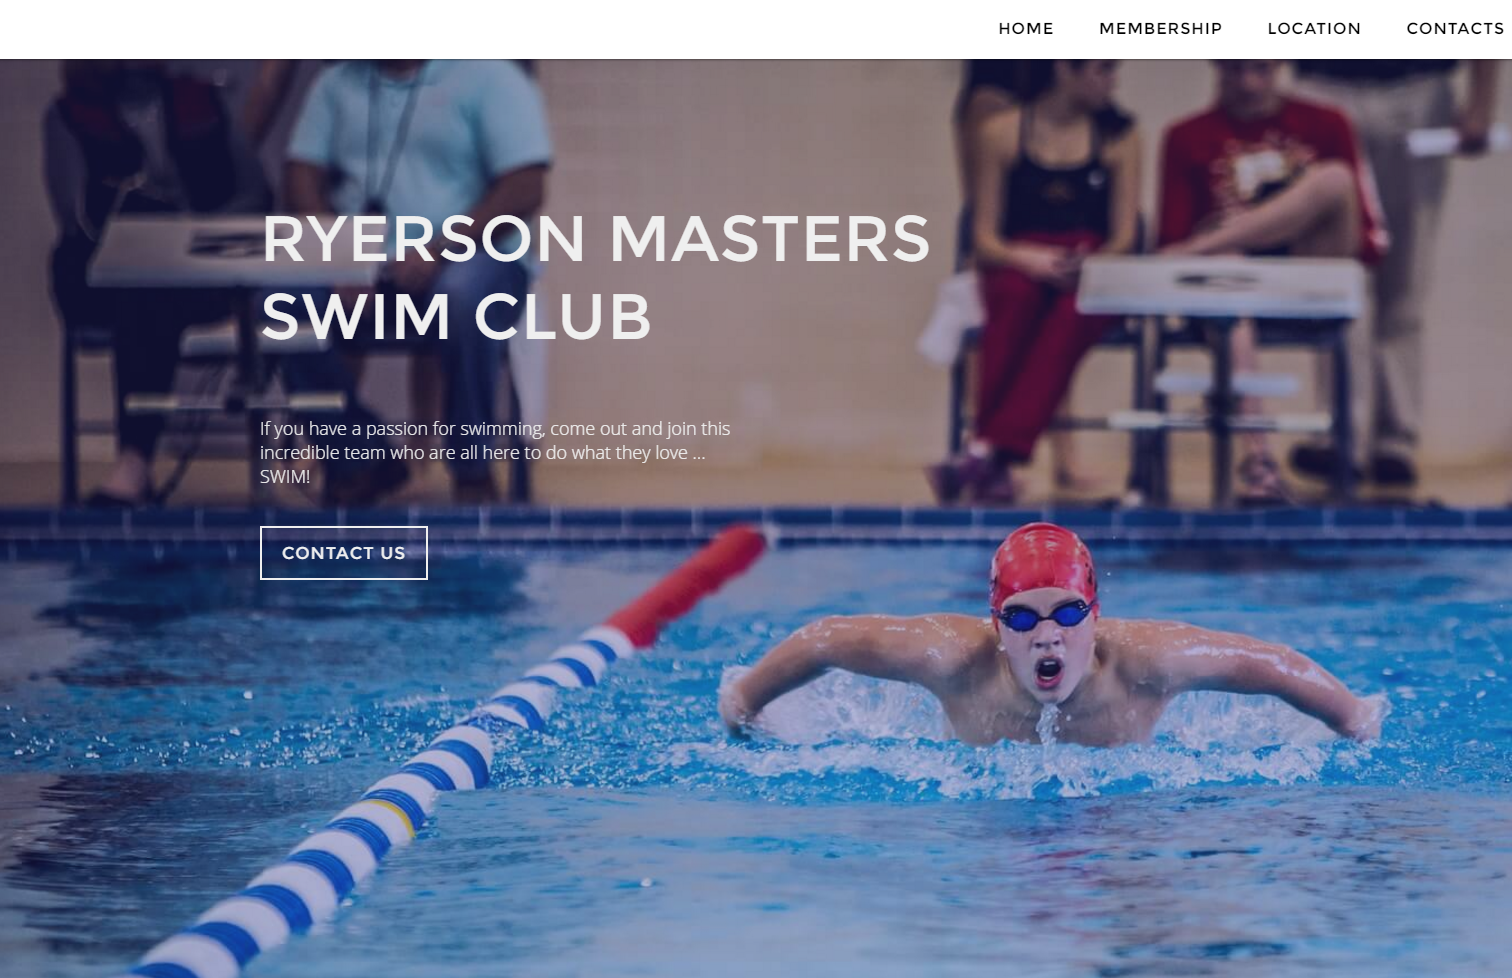 HOME MEMBERSHIP LOCATION CONTACTS
RYERSON MASTERS
SWIM CLUB
If you have a passion for swimming, come out and join this
incredible team who are all here to do what they love ...
SWIM!
CONTACT US